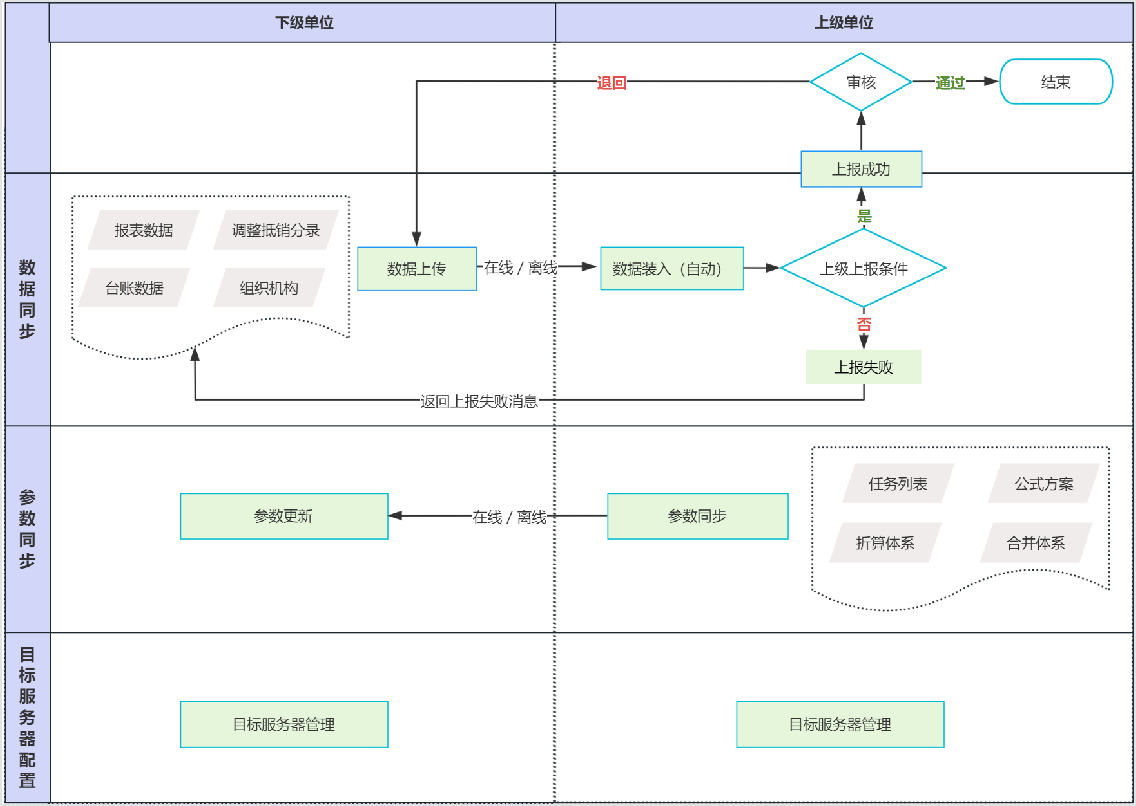 下级单位
上级单位
退回
审核
通过
结束
上报成功
是
数据同步
报表数据
调整抵销分录
台账数据
组织机构
数据上传
在线 / 离线
数据装入（自动）
上级上报条件
否
上报失败
返回上报失败消息
参数同步
参数更新
在线 / 离线
参数同步
任务列表
公式方案
折算体系
合并体系
目标服务器配置
目标服务器管理
目标服务器管理